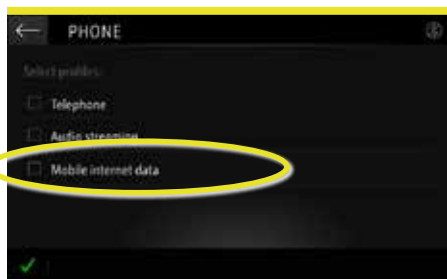 PHONE
Select profiles:
Telephone
Audio streaming
Mobile internet data